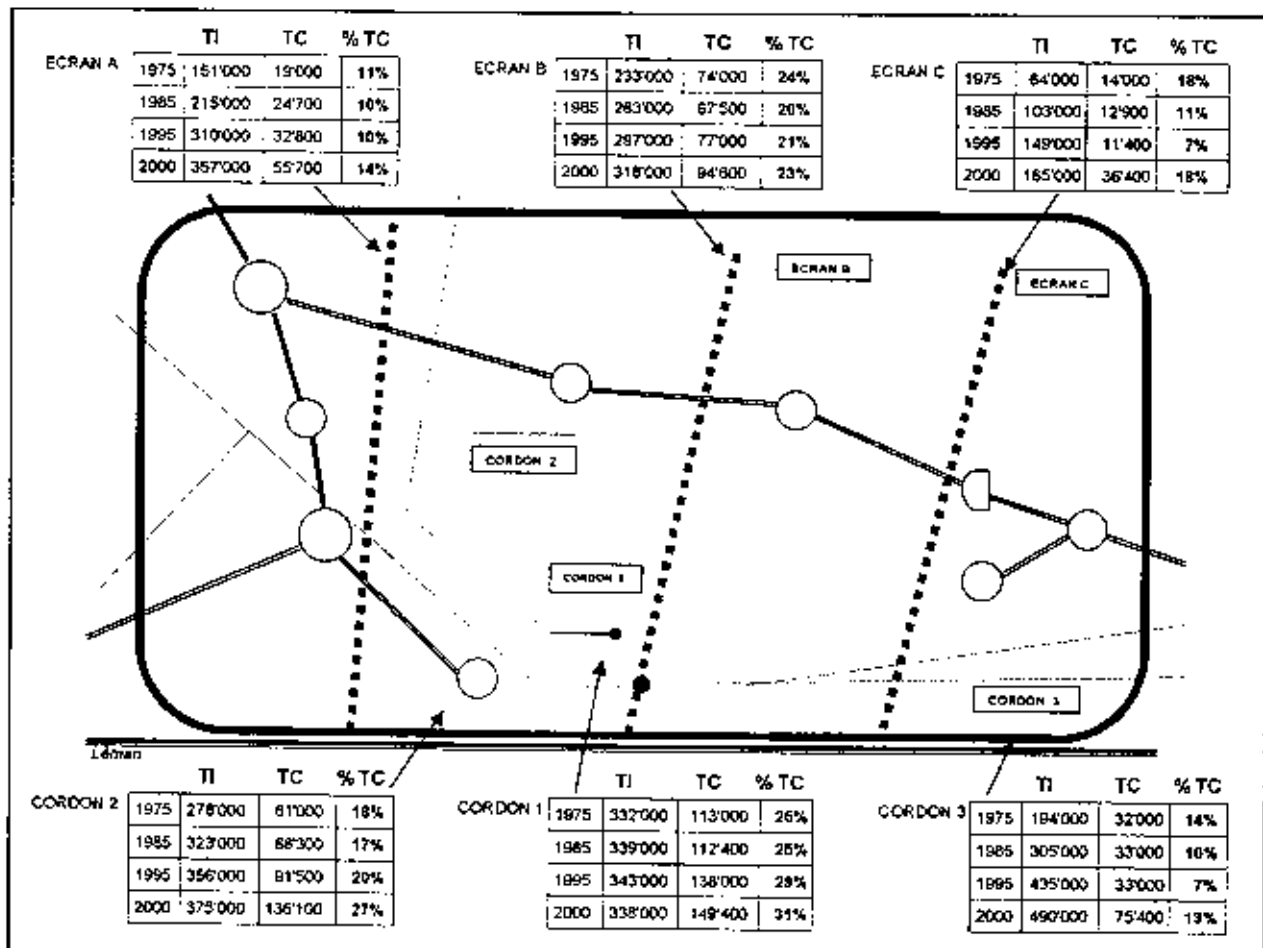 TI TC % TC
ECRAN A
1975 151'000 19'000 11%
1985 215'000 24'700 10%
1995 310'000 32'800 10%
2000 357'000 55'700 14%
TI TC % TC
ECRAN B
1975 233'000 74'000 24%
1985 263'000 67'500 20%
1995 297'000 77'000 21%
2000 318'000 94'600 23%
TI TC % TC
ECRAN C
1975 64'000 14'000 18%
1985 103'000 12'900 11%
1995 149'000 11'400 7%
2000 165'000 36'400 18%
ECRAN B
ECRAN C
CORDON 2
CORDON 1
CORDON 3
Léman
TI TC % TC
CORDON 2
1975 278'000 61'000 18%
1985 323'000 68'300 17%
1995 356'000 91'500 20%
2000 375'000 136'100 27%
TI TC % TC
CORDON 1
1975 332'000 113'000 25%
1985 339'000 112'400 25%
1995 343'000 138'000 29%
2000 338'000 149'400 31%
TI TC % TC
CORDON 3
1975 194'000 32'000 14%
1985 305'000 33'000 10%
1995 435'000 33'000 7%
2000 490'000 75'400 13%